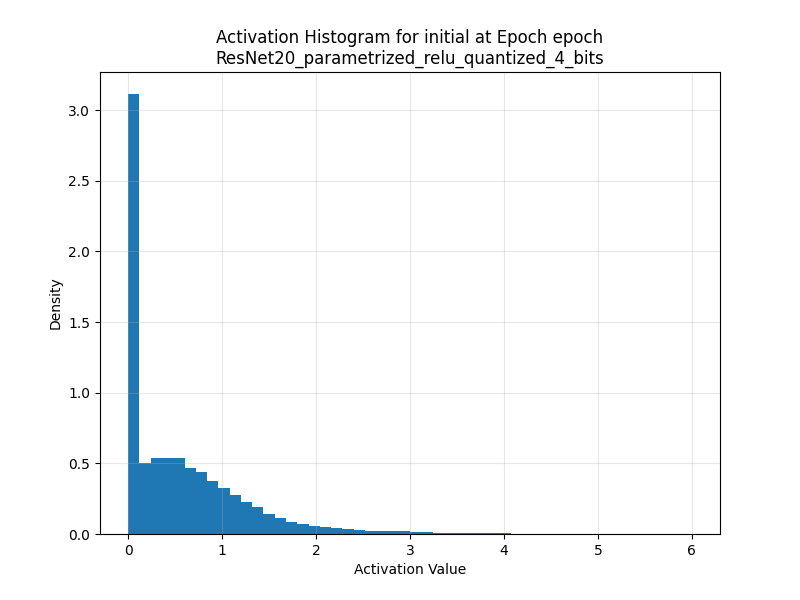 Activation Histogram for initial at Epoch epoch
ResNet20_parametrized_relu_quantized_4_bits
3.0
2.5
2.0
1.5
1.0
0.5
0.0
Density
0 1 2 3 4 5 6
Activation Value